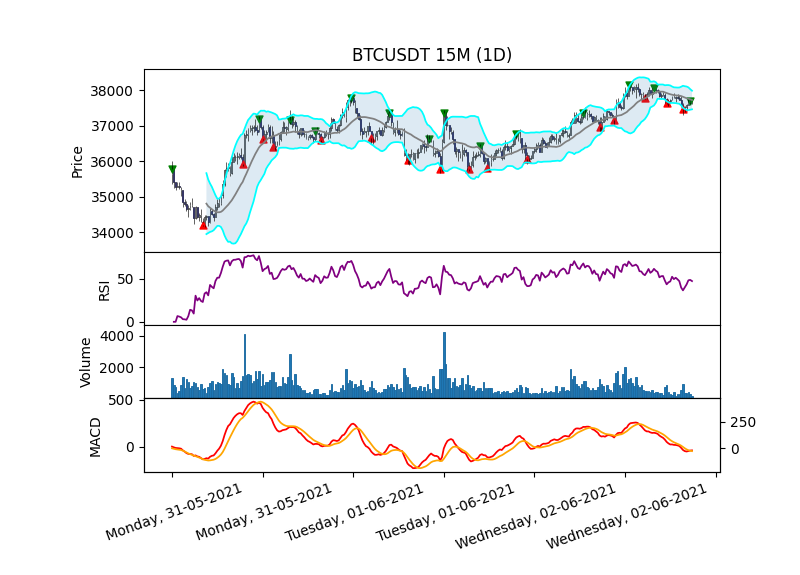 BTCUSDT 15M (1D)
Price
38000
37000
36000
35000
34000
RSI
50
0
Volume
4000
2000
MACD
500
0
250
0
Monday, 31-05-2021
Monday, 31-05-2021
Tuesday, 01-06-2021
Tuesday, 01-06-2021
Wednesday, 02-06-2021
Wednesday, 02-06-2021